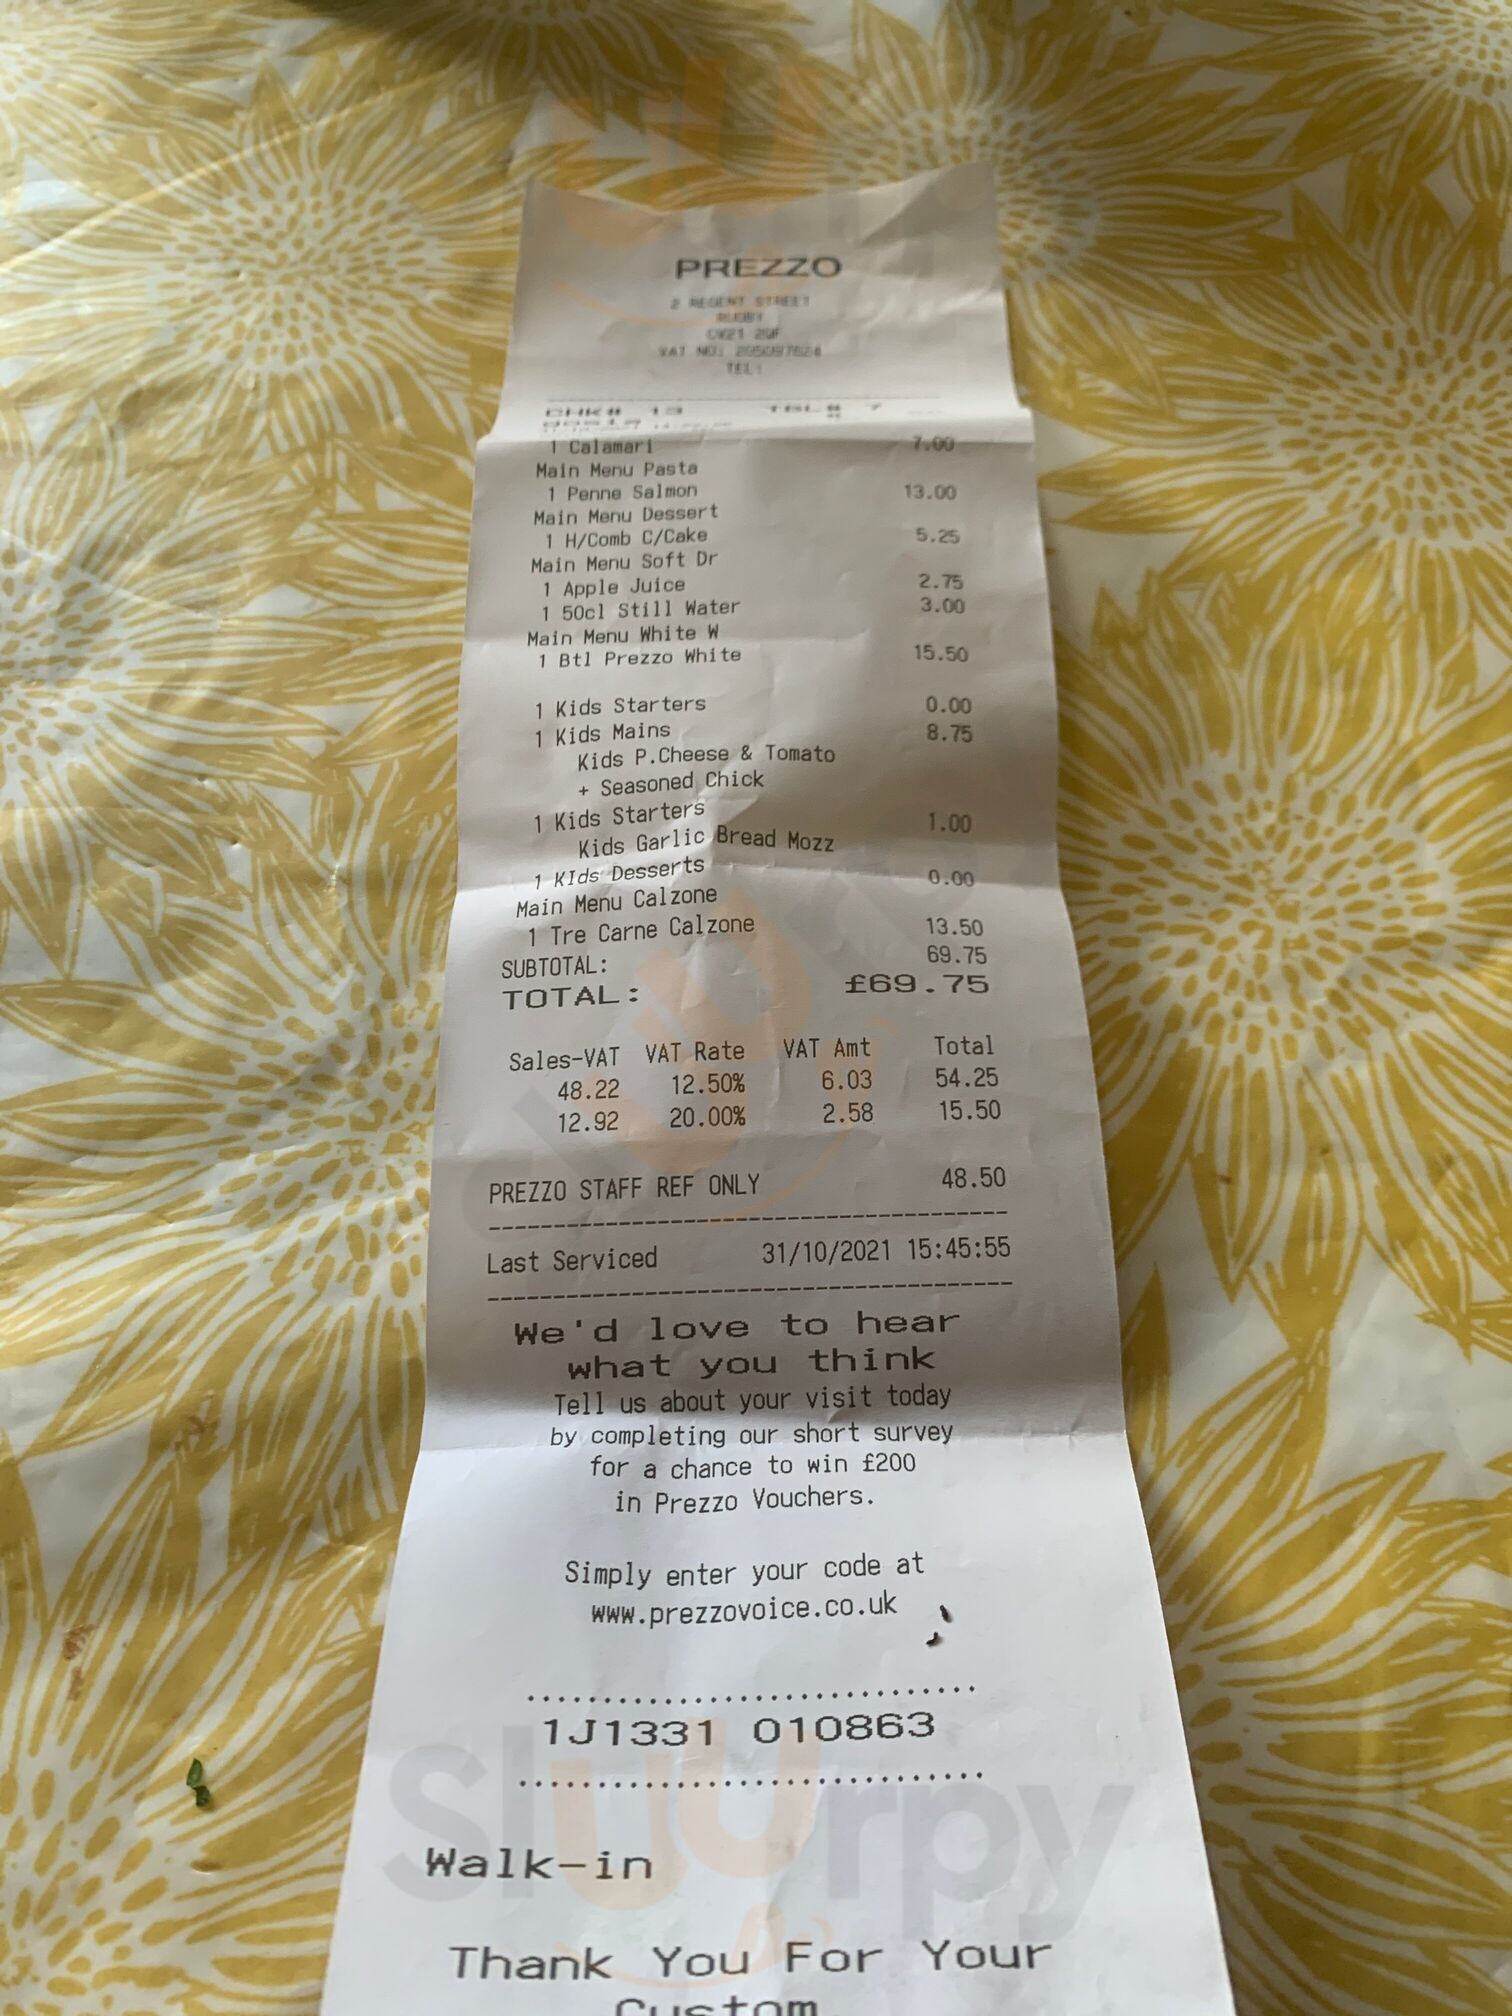 PREZZO
2 REGENT STREET
RUGBY
CV21 2QF
VAT NO:
TEL:
CHK# 13 TBL# 7
1 Calamari 7.00
Main Menu Pasta
1 Penne Salmon 13.00
Main Menu Dessert
1 H/Comb C/Cake 5.25
Main Menu Soft Dr
1 Apple Juice 2.75
1 50cl Still Water 3.00
Main Menu White W
1 Btl Prezzo White 15.50
1 Kids Starters 0.00
1 Kids Mains 8.75
Kids P.Cheese & Tomato
+ Seasoned Chick
1 Kids Starters 1.00
Kids Garlic Bread Mozz
1 KIds Desserts 0.00
Main Menu Calzone
1 Tre Carne Calzone 13.50
SUBTOTAL: 69.75
TOTAL: £69.75
Sales-VAT VAT Rate VAT Amt Total
48.22 12.50% 6.03 54.25
12.92 20.00% 2.58 15.50
PREZZO STAFF REF ONLY 48.50
Last Serviced 31/10/2021 15:45:55
We'd love to hear
what you think
Tell us about your visit today
by completing our short survey
for a chance to win £200
in Prezzo Vouchers.
Simply enter your code at
www.prezzovoice.co.uk
1J1331 010863
Sluurpy
Walk-in
Thank You For Your
Custom